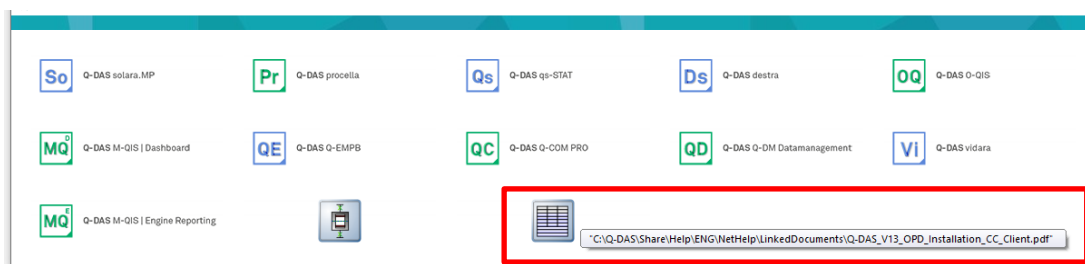 So Q-DAS solara.MP
Pr Q-DAS procella
Qs Q-DAS qs-STAT
Ds Q-DAS destra
OQ Q-DAS O-QIS
MQ D Q-DAS M-QIS | Dashboard
QE Q-DAS Q-EMPB
QC Q-DAS Q-COM PRO
QD Q-DAS Q-DM Datamanagement
Vi Q-DAS vidara
MQ E Q-DAS M-QIS | Engine Reporting
"C:\Q-DAS\Share\Help\ENG\NetHelp\LinkedDocuments\Q-DAS_V13_OPD_Installation_CC_Client.pdf"